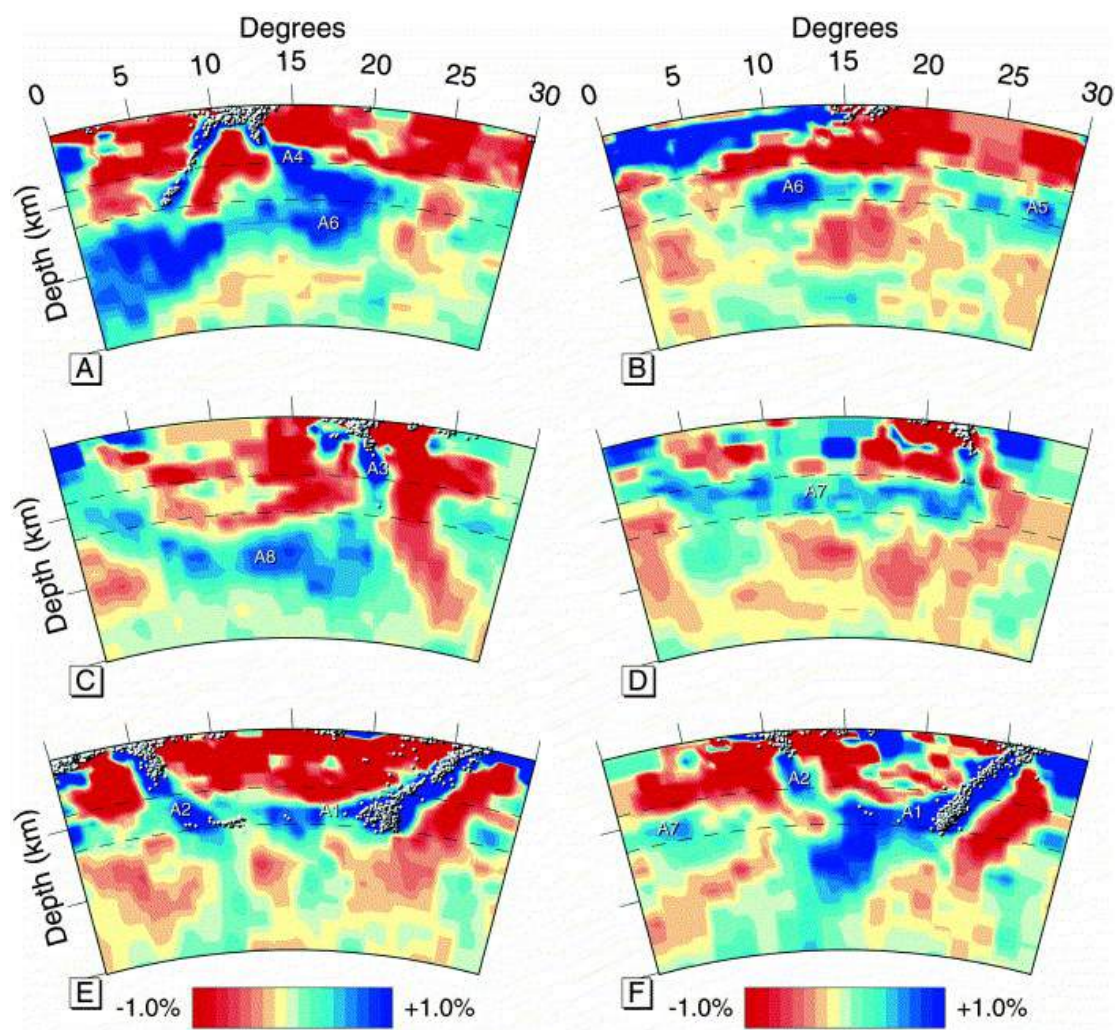 Degrees
Degrees
0 5 10 15 20 25 30
0 5 10 15 20 25 30
A4
A6
A6
A5
Depth (km)
A
B
A3
A8
A7
Depth (km)
C
D
A2
A1
A2
A1
A7
Depth (km)
E
F
-1.0% +1.0%
-1.0% +1.0%